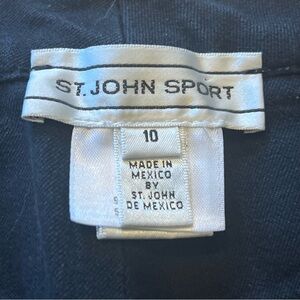 ST. JOHN SPORT
10
MADE IN
MEXICO
BY
ST. JOHN
DE MEXICO